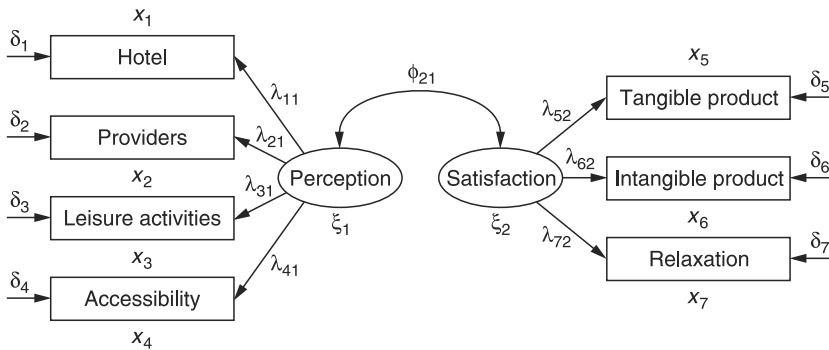 x1
δ1
Hotel
λ11
δ2
Providers
λ21
x2
δ3
Leisure activities
λ31
x3
δ4
Accessibility
λ41
x4
ϕ21
Perception
ξ1
Satisfaction
ξ2
x5
λ52
Tangible product
δ5
λ62
Intangible product
δ6
x6
λ72
Relaxation
δ7
x7